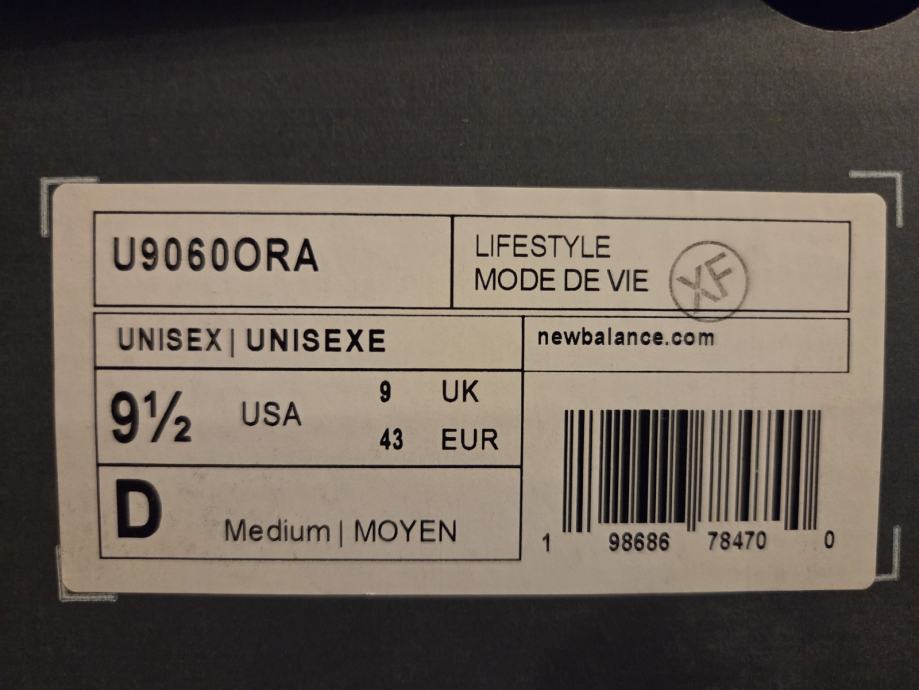 U9060ORA
LIFESTYLE
MODE DE VIE
XF
UNISEX | UNISEXE
newbalance.com
9½ USA
9 UK
43 EUR
D Medium | MOYEN
1 98686 78470 0